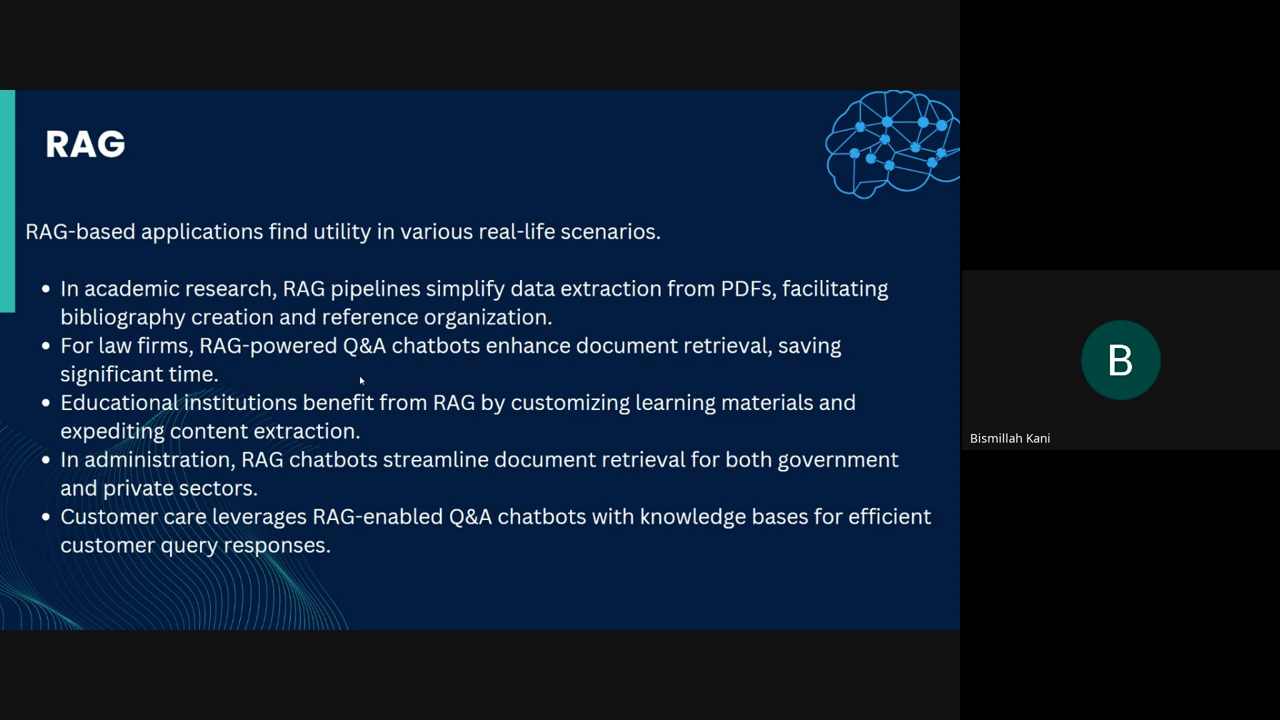 RAG
RAG-based applications find utility in various real-life scenarios.
• In academic research, RAG pipelines simplify data extraction from PDFs, facilitating
bibliography creation and reference organization.
• For law firms, RAG-powered Q&A chatbots enhance document retrieval, saving
significant time.
• Educational institutions benefit from RAG by customizing learning materials and
expediting content extraction.
• In administration, RAG chatbots streamline document retrieval for both government
and private sectors.
• Customer care leverages RAG-enabled Q&A chatbots with knowledge bases for efficient
customer query responses.
B
Bismillah Kani